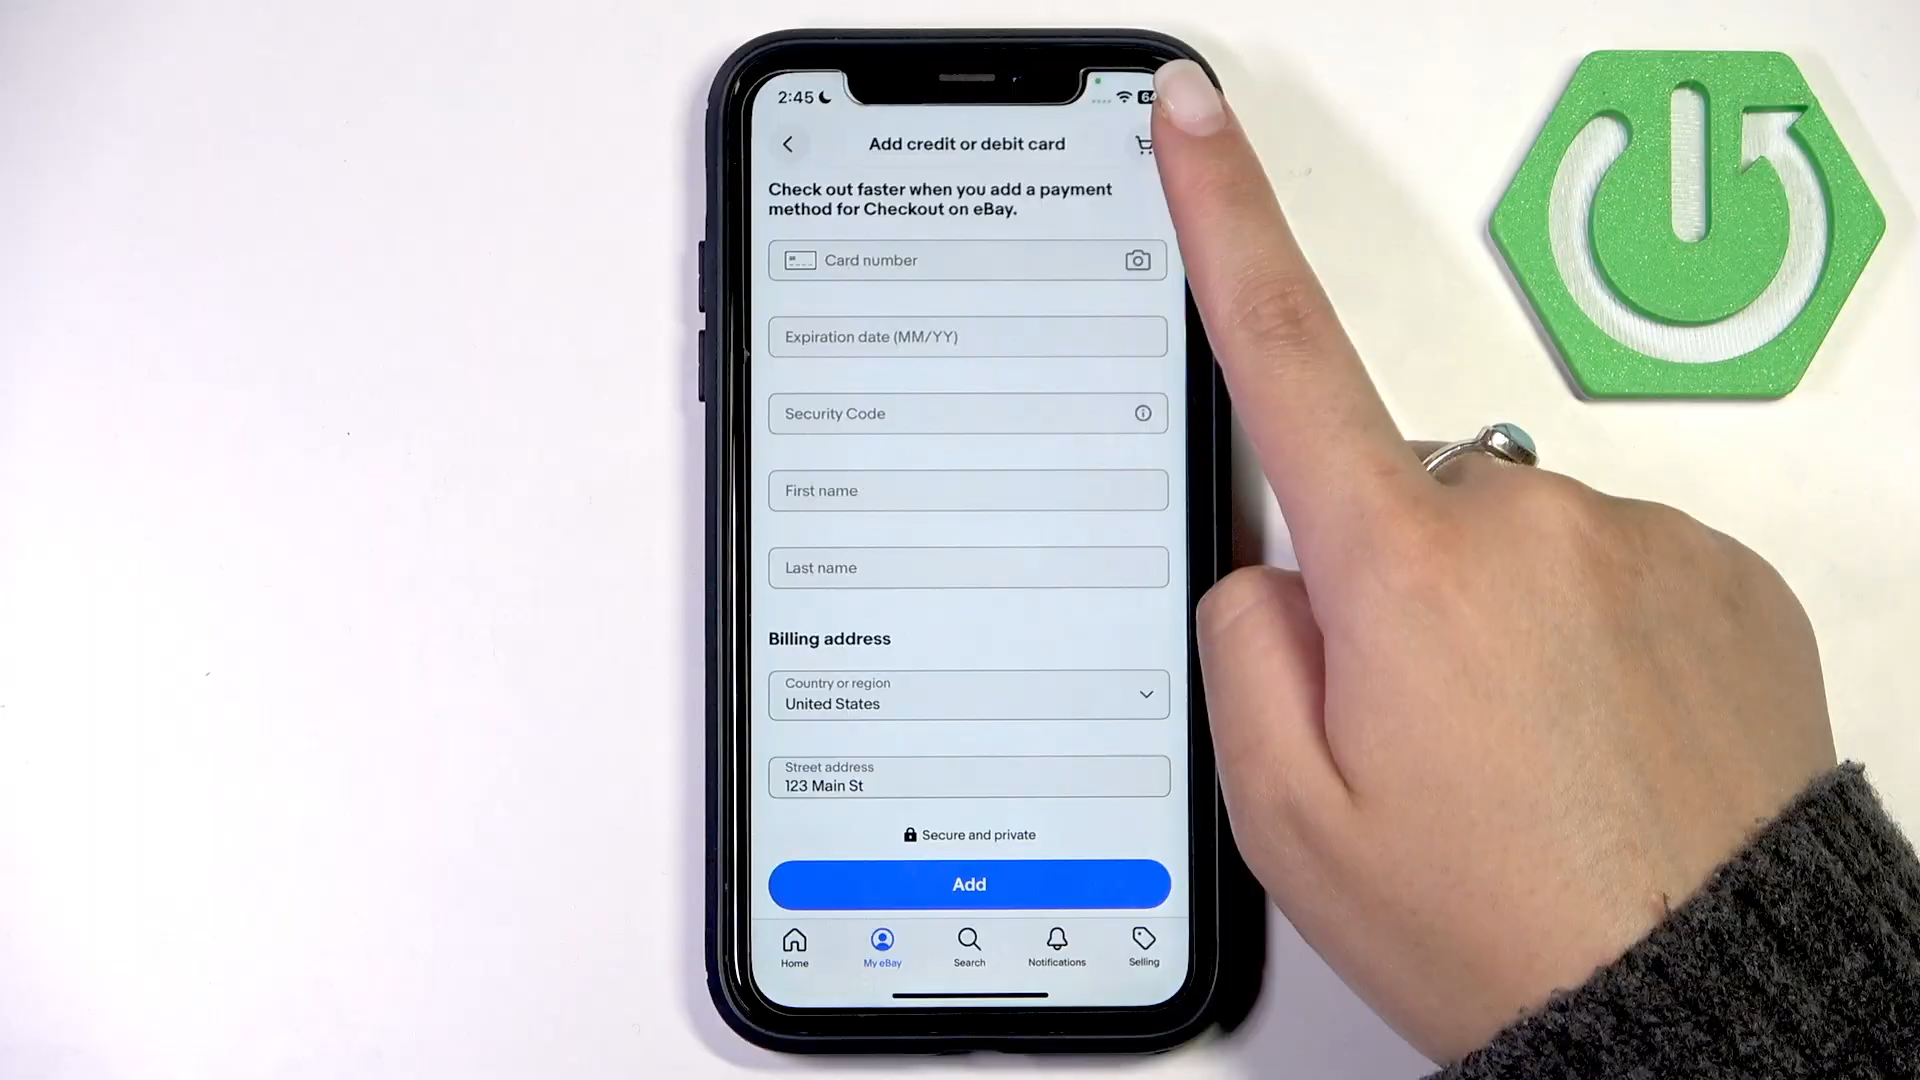 2:45
64
Add credit or debit card
Check out faster when you add a payment
method for Checkout on eBay.
Card number
Expiration date (MM/YY)
Security Code
First name
Last name
Billing address
Country or region
United States
Street address
123 Main St
Secure and private
Add
Home
My eBay
Search
Notifications
Selling